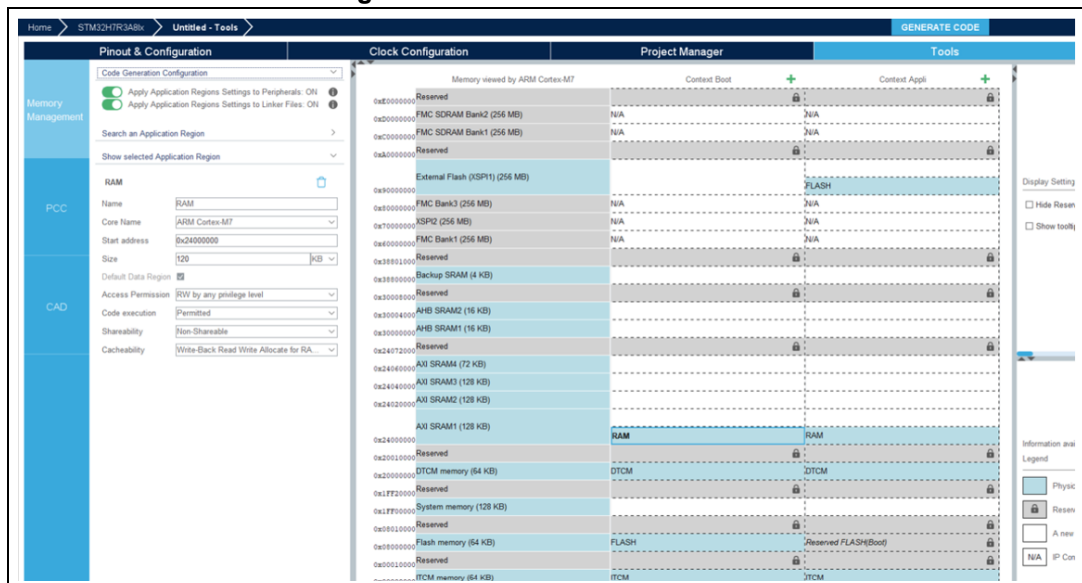 Home STM32H7R3A8Ix Untitled - Tools GENERATE CODE
Pinout & Configuration Clock Configuration Project Manager Tools
Memory Management
PCC
CAD
Code Generation Configuration
Apply Application Regions Settings to Peripherals: ON
Apply Application Regions Settings to Linker Files: ON
Search an Application Region
Show selected Application Region
RAM
Name RAM
Core Name ARM Cortex-M7
Start address 0x24000000
Size 120 KB
Default Data Region
Access Permission RW by any privilege level
Code execution Permitted
Shareability Non-Shareable
Cacheability Write-Back Read Write Allocate for RA...
Memory viewed by ARM Cortex-M7 Context Boot + Context Appli +
0xE0000000 Reserved
0xD0000000 FMC SDRAM Bank2 (256 MB) N/A N/A
0xC0000000 FMC SDRAM Bank1 (256 MB) N/A N/A
0xA0000000 Reserved
0x90000000 External Flash (XSPI1) (256 MB) FLASH
0x80000000 FMC Bank3 (256 MB) N/A N/A
0x70000000 XSPI2 (256 MB) N/A N/A
0x60000000 FMC Bank1 (256 MB) N/A N/A
0x38801000 Reserved
0x38800000 Backup SRAM (4 KB)
0x30008000 Reserved
0x30004000 AHB SRAM2 (16 KB)
0x30000000 AHB SRAM1 (16 KB)
0x24072000 Reserved
0x24060000 AXI SRAM4 (72 KB)
0x24040000 AXI SRAM3 (128 KB)
0x24020000 AXI SRAM2 (128 KB)
0x24000000 AXI SRAM1 (128 KB) RAM RAM
0x20010000 Reserved
0x20000000 DTCM memory (64 KB) DTCM DTCM
0x1FF20000 Reserved
0x1FF00000 System memory (128 KB)
0x08010000 Reserved
0x08000000 Flash memory (64 KB) FLASH Reserved FLASH(Boot)
0x00010000 Reserved
ITCM memory (64 KB) ITCM ITCM
Display Setting
Hide Reser
Show toolti
Information avai
Legend
Physic
Reserv
A new
N/A IP Con